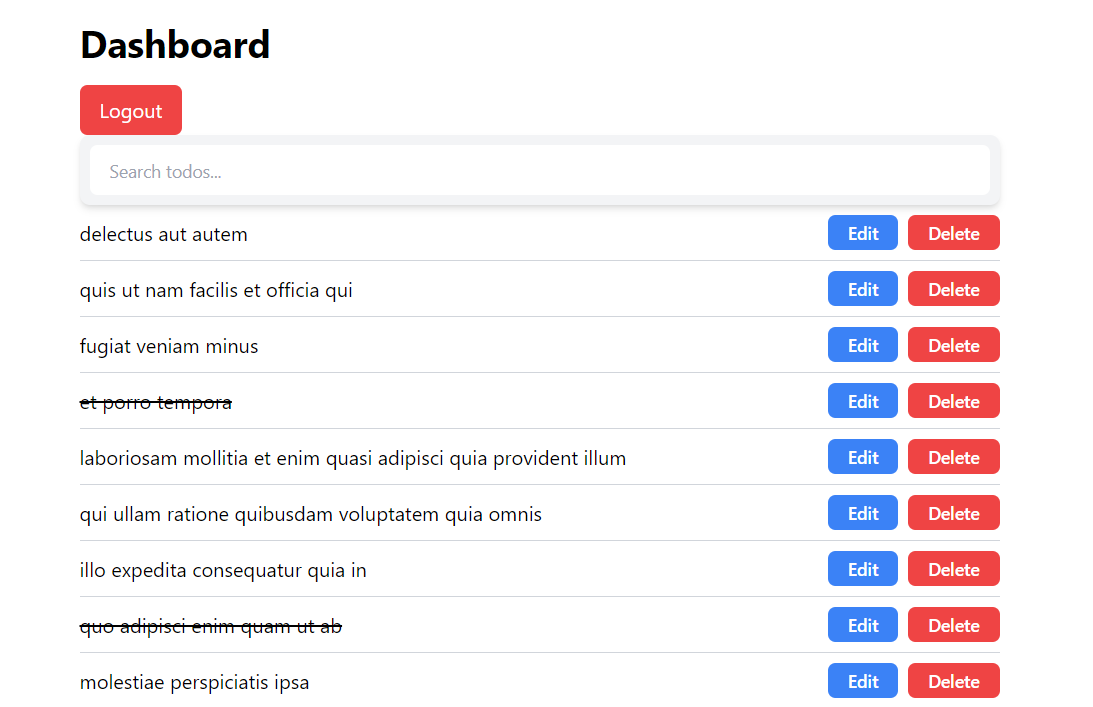 Dashboard
Logout
Search todos...
delectus aut autem Edit Delete
quis ut nam facilis et officia qui Edit Delete
fugiat veniam minus Edit Delete
et porro tempora Edit Delete
laboriosam mollitia et enim quasi adipisci quia provident illum Edit Delete
qui ullam ratione quibusdam voluptatem quia omnis Edit Delete
illo expedita consequatur quia in Edit Delete
quo adipisci enim quam ut ab Edit Delete
molestiae perspiciatis ipsa Edit Delete